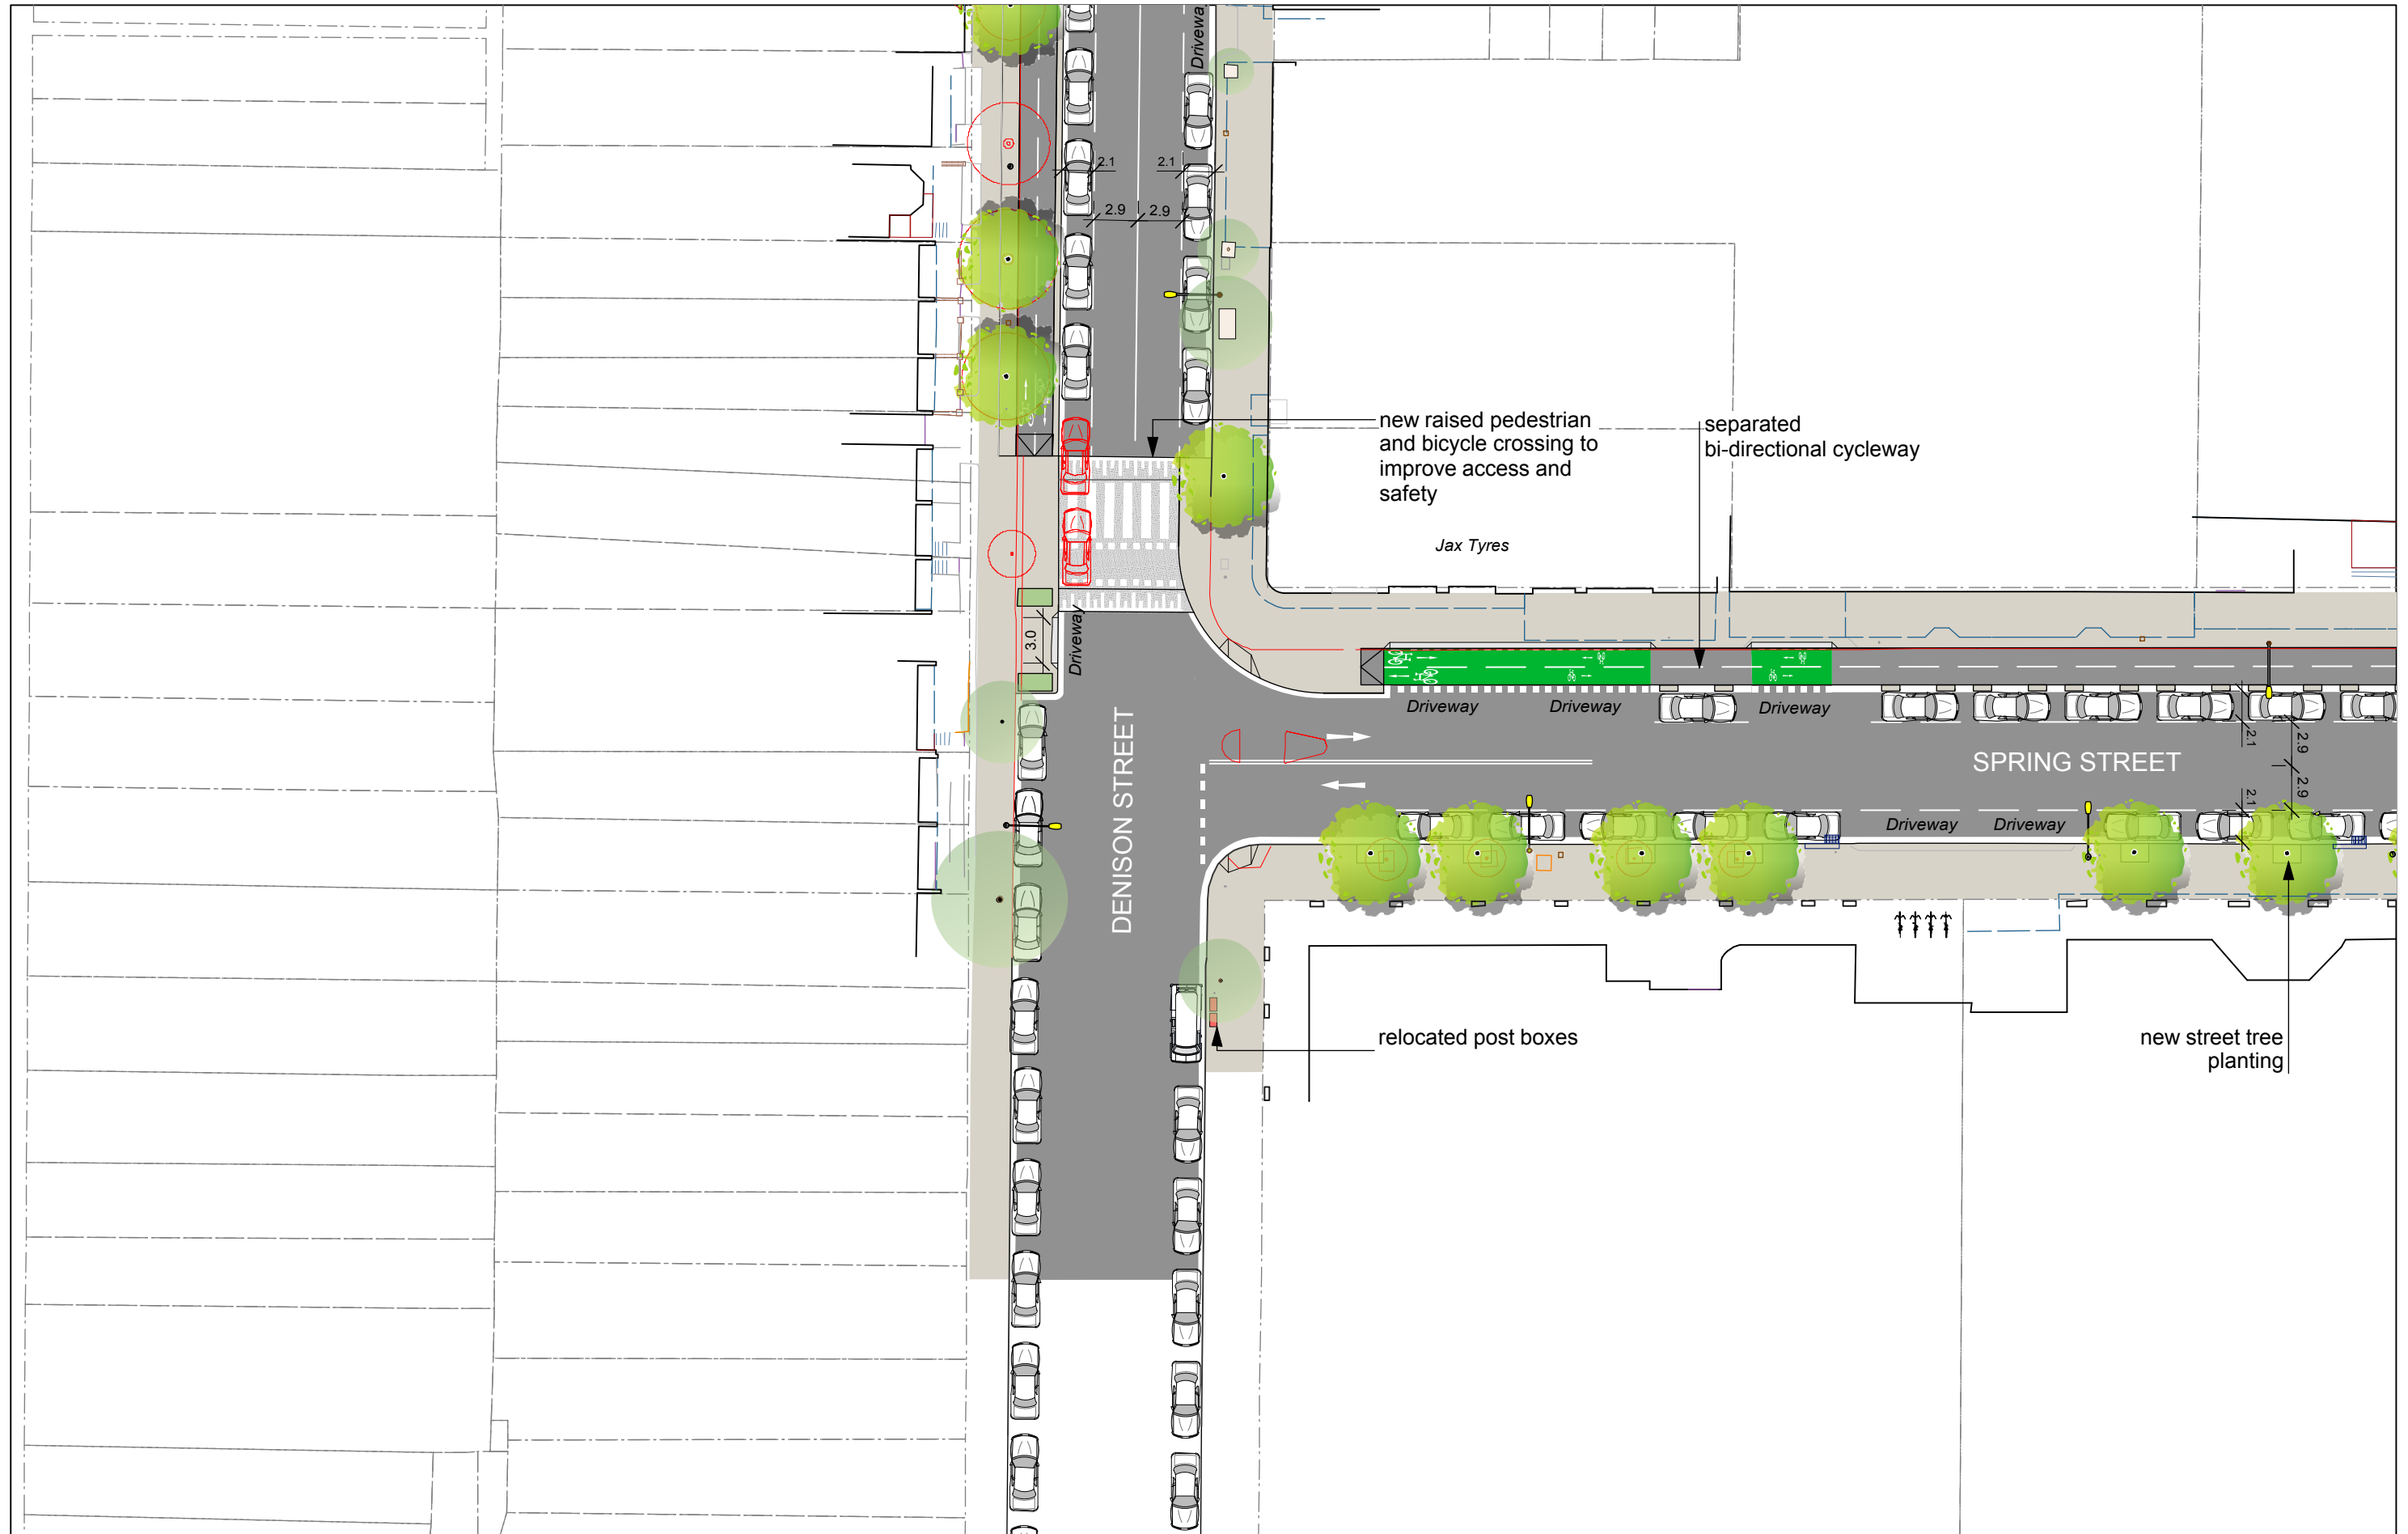 Driveway
2.1
2.1
2.9
2.9
new raised pedestrian
and bicycle crossing to
improve access and
safety
separated
bi-directional cycleway
Jax Tyres
3.0
Driveway
Driveway
Driveway
Driveway
DENISON STREET
SPRING STREET
2.1
2.9
2.9
2.1
Driveway
Driveway
relocated post boxes
new street tree
planting